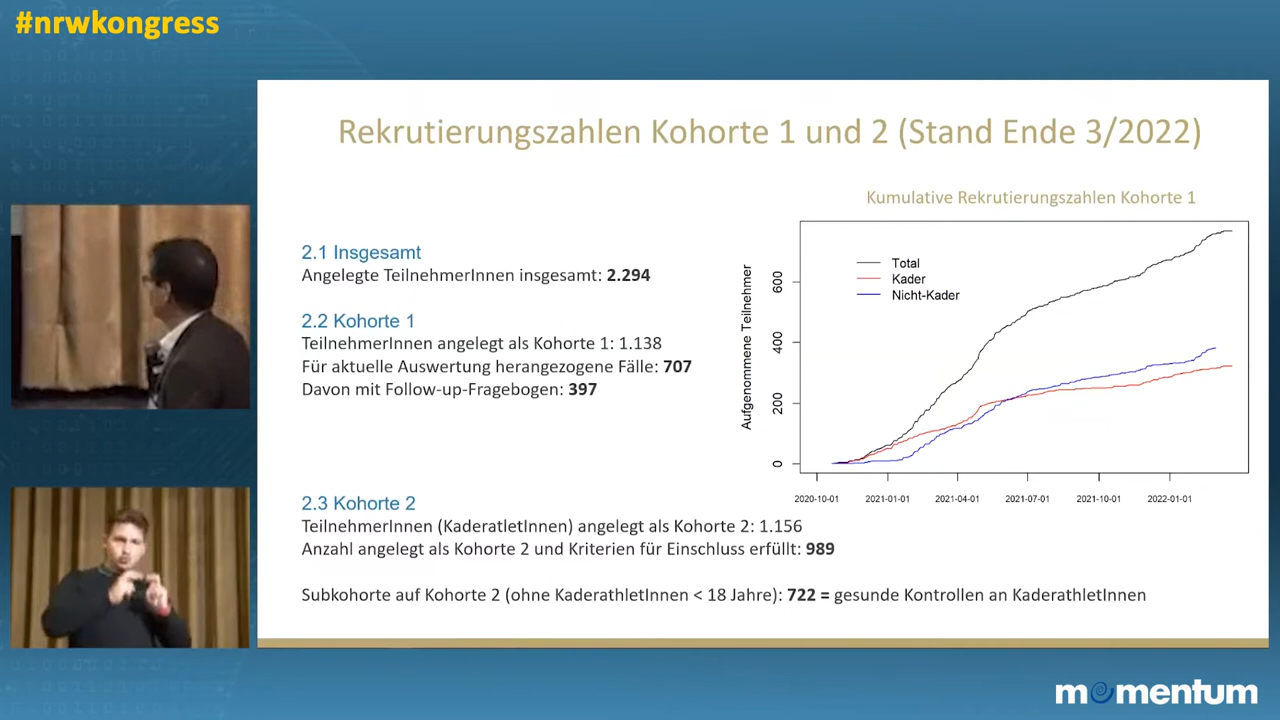 #nrwkongress
Rekrutierungszahlen Kohorte 1 und 2 (Stand Ende 3/2022)
Kumulative Rekrutierungszahlen Kohorte 1
2.1 Insgesamt
Angelegte TeilnehmerInnen insgesamt: 2.294
2.2 Kohorte 1
TeilnehmerInnen angelegt als Kohorte 1: 1.138
Für aktuelle Auswertung herangezogene Fälle: 707
Davon mit Follow-up-Fragebogen: 397
Aufgenommene Teilnehmer
600
400
200
0
Total
Kader
Nicht-Kader
2020-10-01
2021-01-01
2021-04-01
2021-07-01
2021-10-01
2022-01-01
2.3 Kohorte 2
TeilnehmerInnen (KaderatletInnen) angelegt als Kohorte 2: 1.156
Anzahl angelegt als Kohorte 2 und Kriterien für Einschluss erfüllt: 989
Subkohorte auf Kohorte 2 (ohne KaderathletInnen < 18 Jahre): 722 = gesunde Kontrollen an KaderathletInnen
momentum